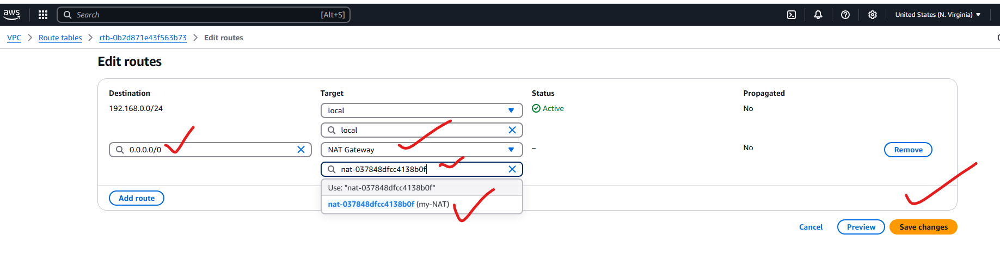 aws
Search [Alt+S] United States (N. Virginia)
VPC Route tables rtb-0b2d871e43f563b73 Edit routes
Edit routes
Destination Target Status Propagated
192.168.0.0/24 local Active No
local
0.0.0.0/0 NAT Gateway – No Remove
nat-037848dfcc4138b0f
Use: "nat-037848dfcc4138b0f"
Add route nat-037848dfcc4138b0f (my-NAT)
Cancel Preview Save changes